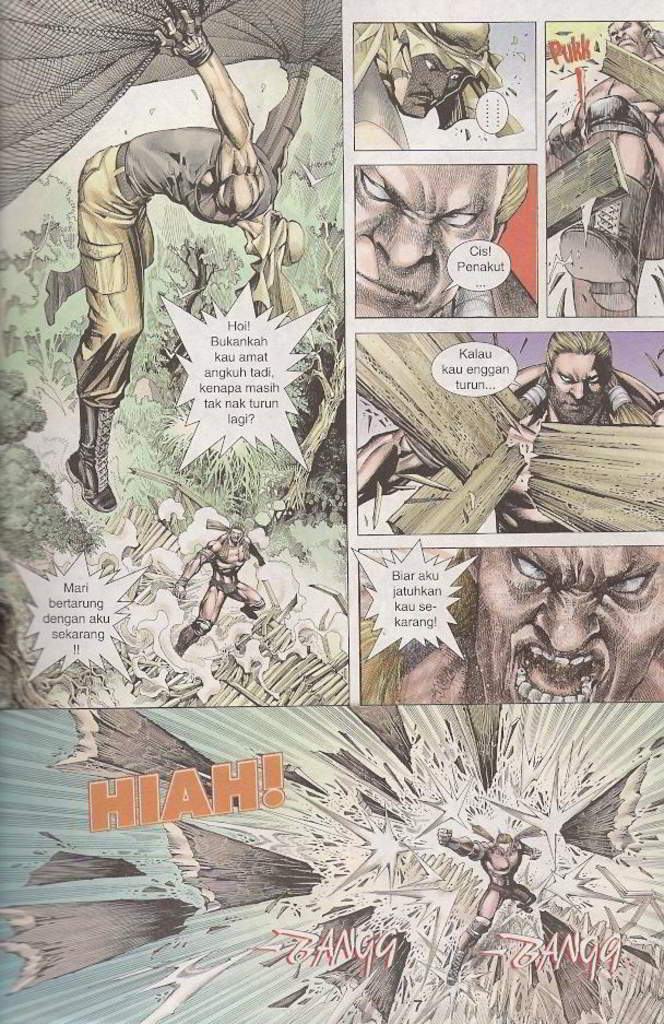 Hoi!
Bukankah
kau amat
angkuh tadi,
kenapa masih
tak nak turun
lagi?
Mari
bertarung
dengan aku
sekarang
!!
Pukk
Cis!
Penakut
...
Kalau
kau enggan
turun...
Biar aku
jatuhkan
kau se-
karang!
HIAH!
BANGG
BANGG
7